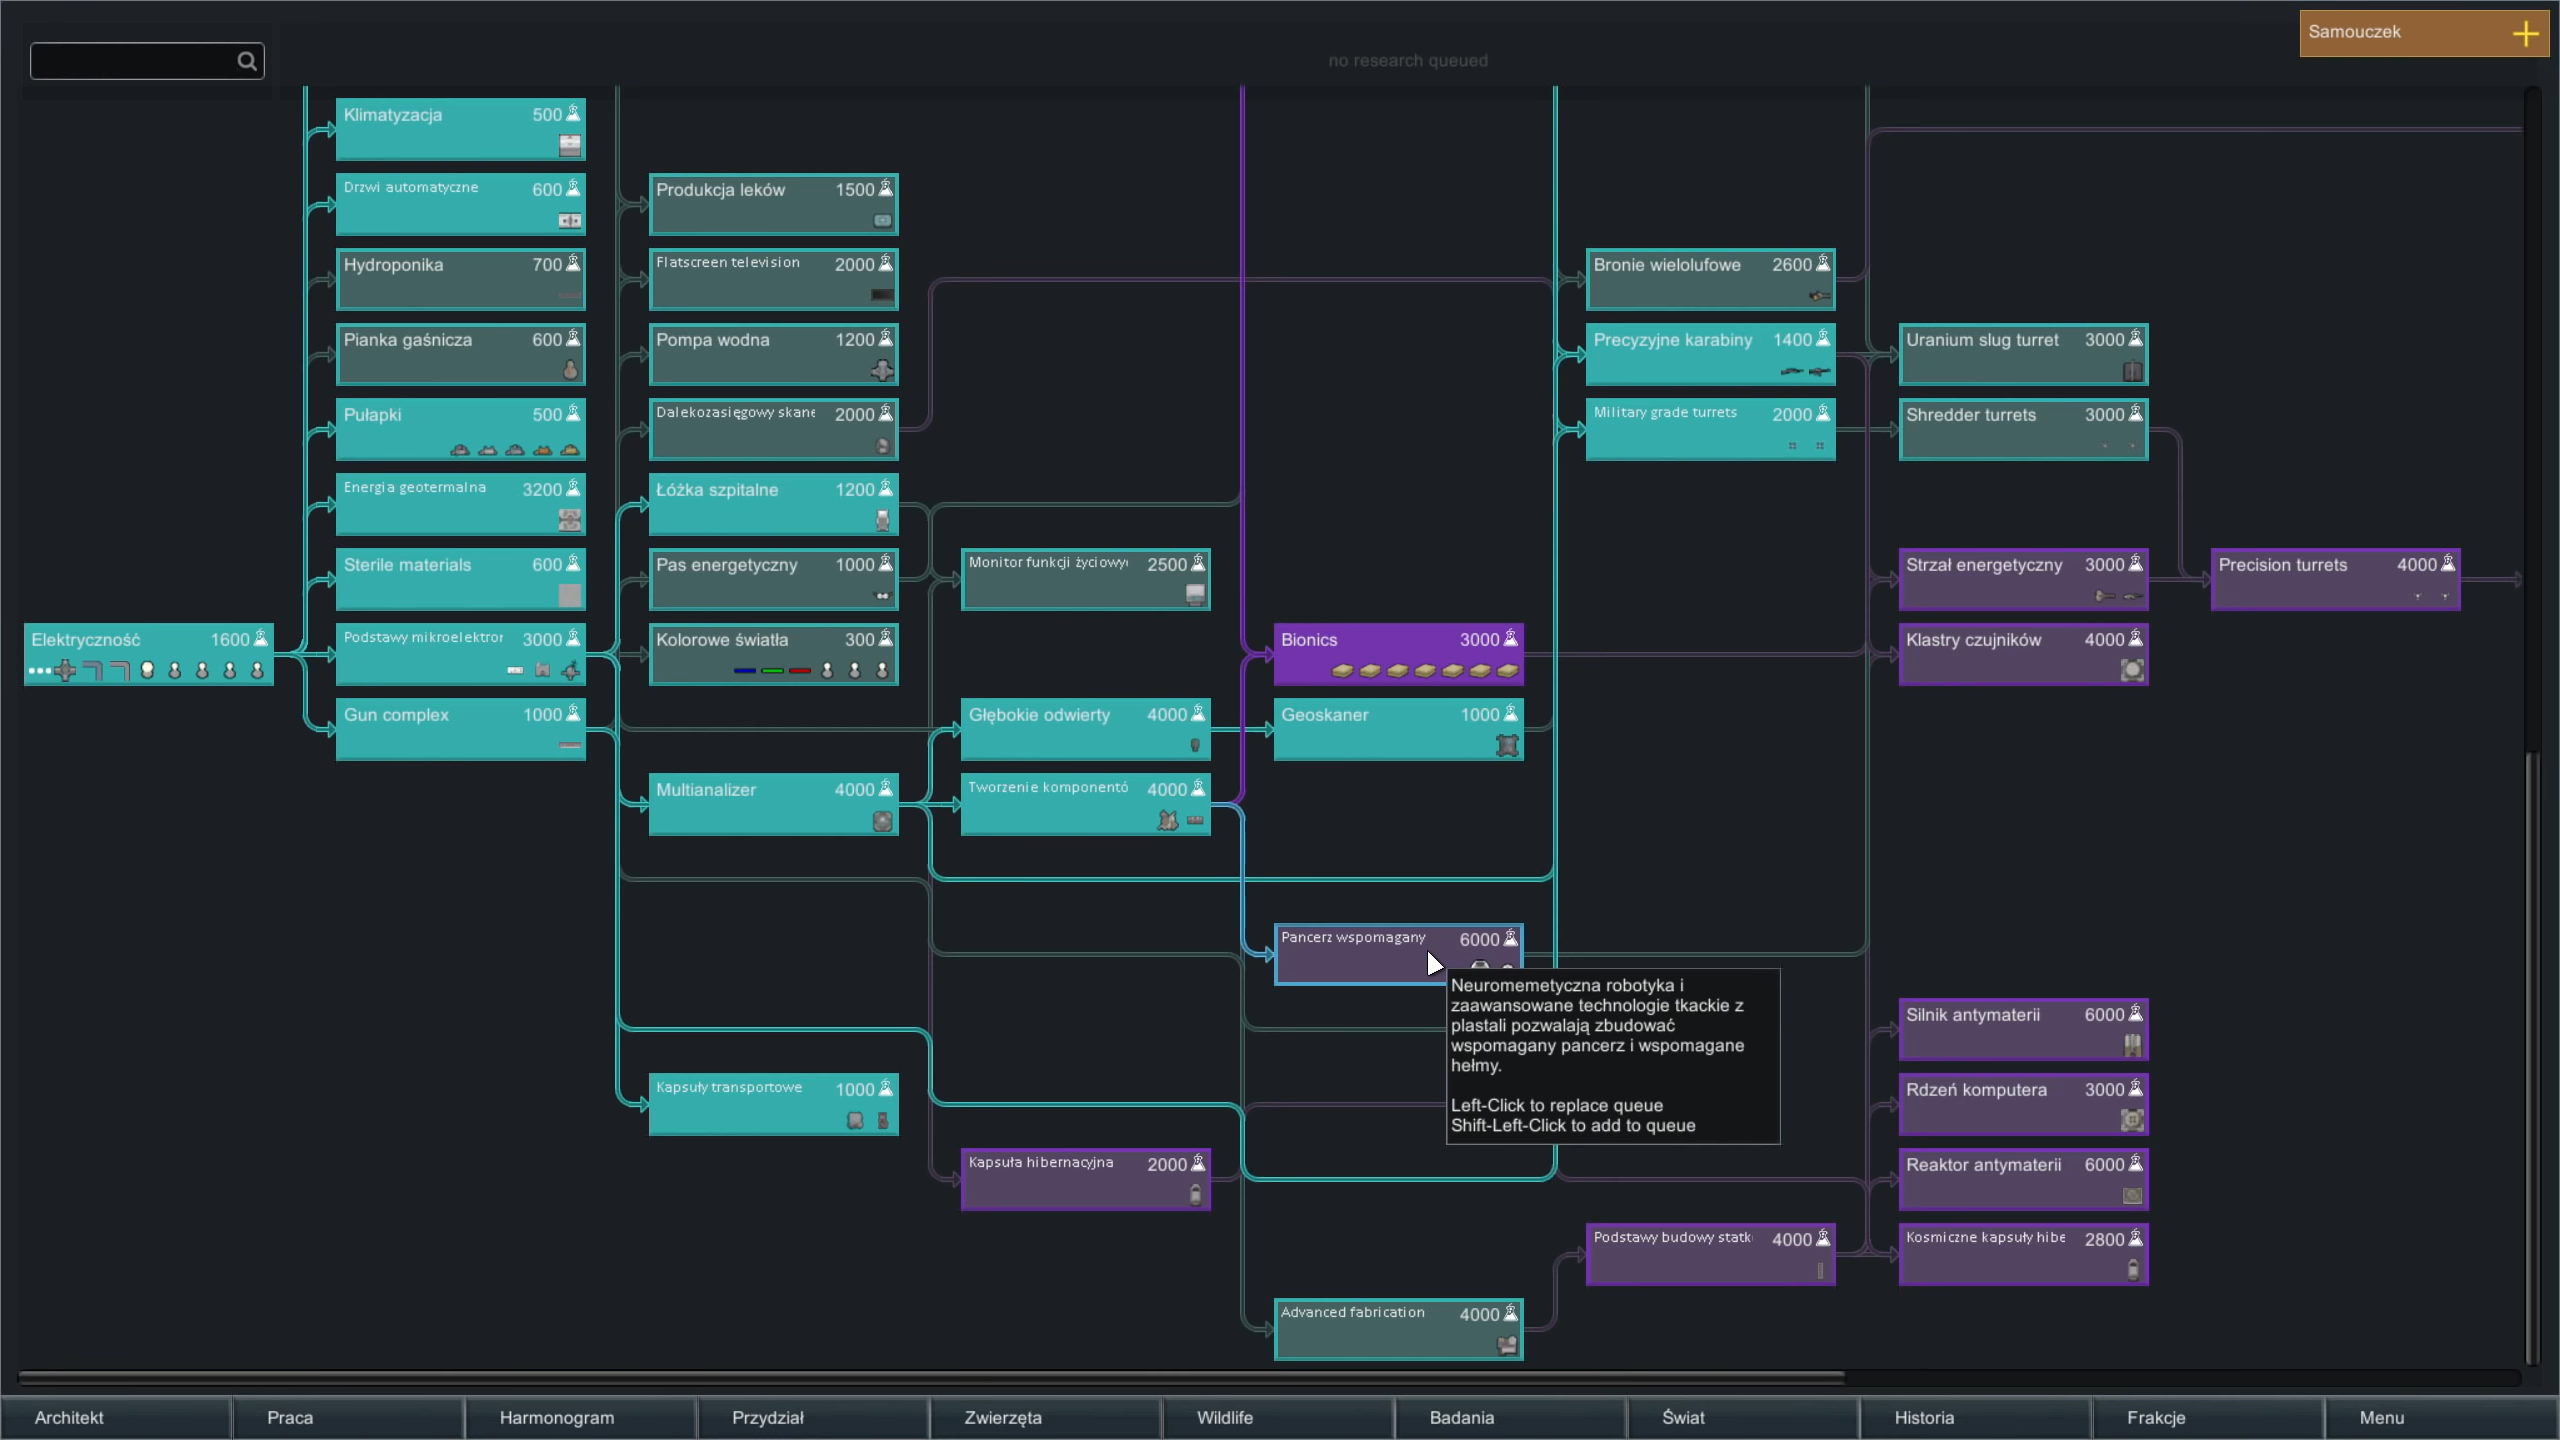 Samouczek
no research queued
Klimatyzacja 500
Drzwi automatyczne 600
Produkcja leków 1500
Hydroponika 700
Flatscreen television 2000
Bronie wielolufowe 2600
Pianka gaśnicza 600
Pompa wodna 1200
Precyzyjne karabiny 1400
Uranium slug turret 3000
Pułapki 500
Dalekozasięgowy skane 2000
Military grade turrets 2000
Shredder turrets 3000
Energia geotermalna 3200
Łóżka szpitalne 1200
Sterile materials 600
Pas energetyczny 1000
Monitor funkcji życiowy 2500
Strzał energetyczny 3000
Precision turrets 4000
Elektryczność 1600
Podstawy mikroelektror 3000
Kolorowe światła 300
Bionics 3000
Klastry czujników 4000
Gun complex 1000
Głębokie odwierty 4000
Geoskaner 1000
Multianalizer 4000
Tworzenie komponentó 4000
Pancerz wspomagany 6000
Neuromemetyczna robotyka i
zaawansowane technologie tkackie z
plastali pozwalają zbudować
wspomagany pancerz i wspomagane
hełmy.
Left-Click to replace queue
Shift-Left-Click to add to queue
Silnik antymaterii 6000
Kapsuły transportowe 1000
Rdzeń komputera 3000
Kapsuła hibernacyjna 2000
Reaktor antymaterii 6000
Podstawy budowy statk 4000
Kosmiczne kapsuły hibe 2800
Advanced fabrication 4000
Architekt
Praca
Harmonogram
Przydział
Zwierzęta
Wildlife
Badania
Świat
Historia
Frakcje
Menu